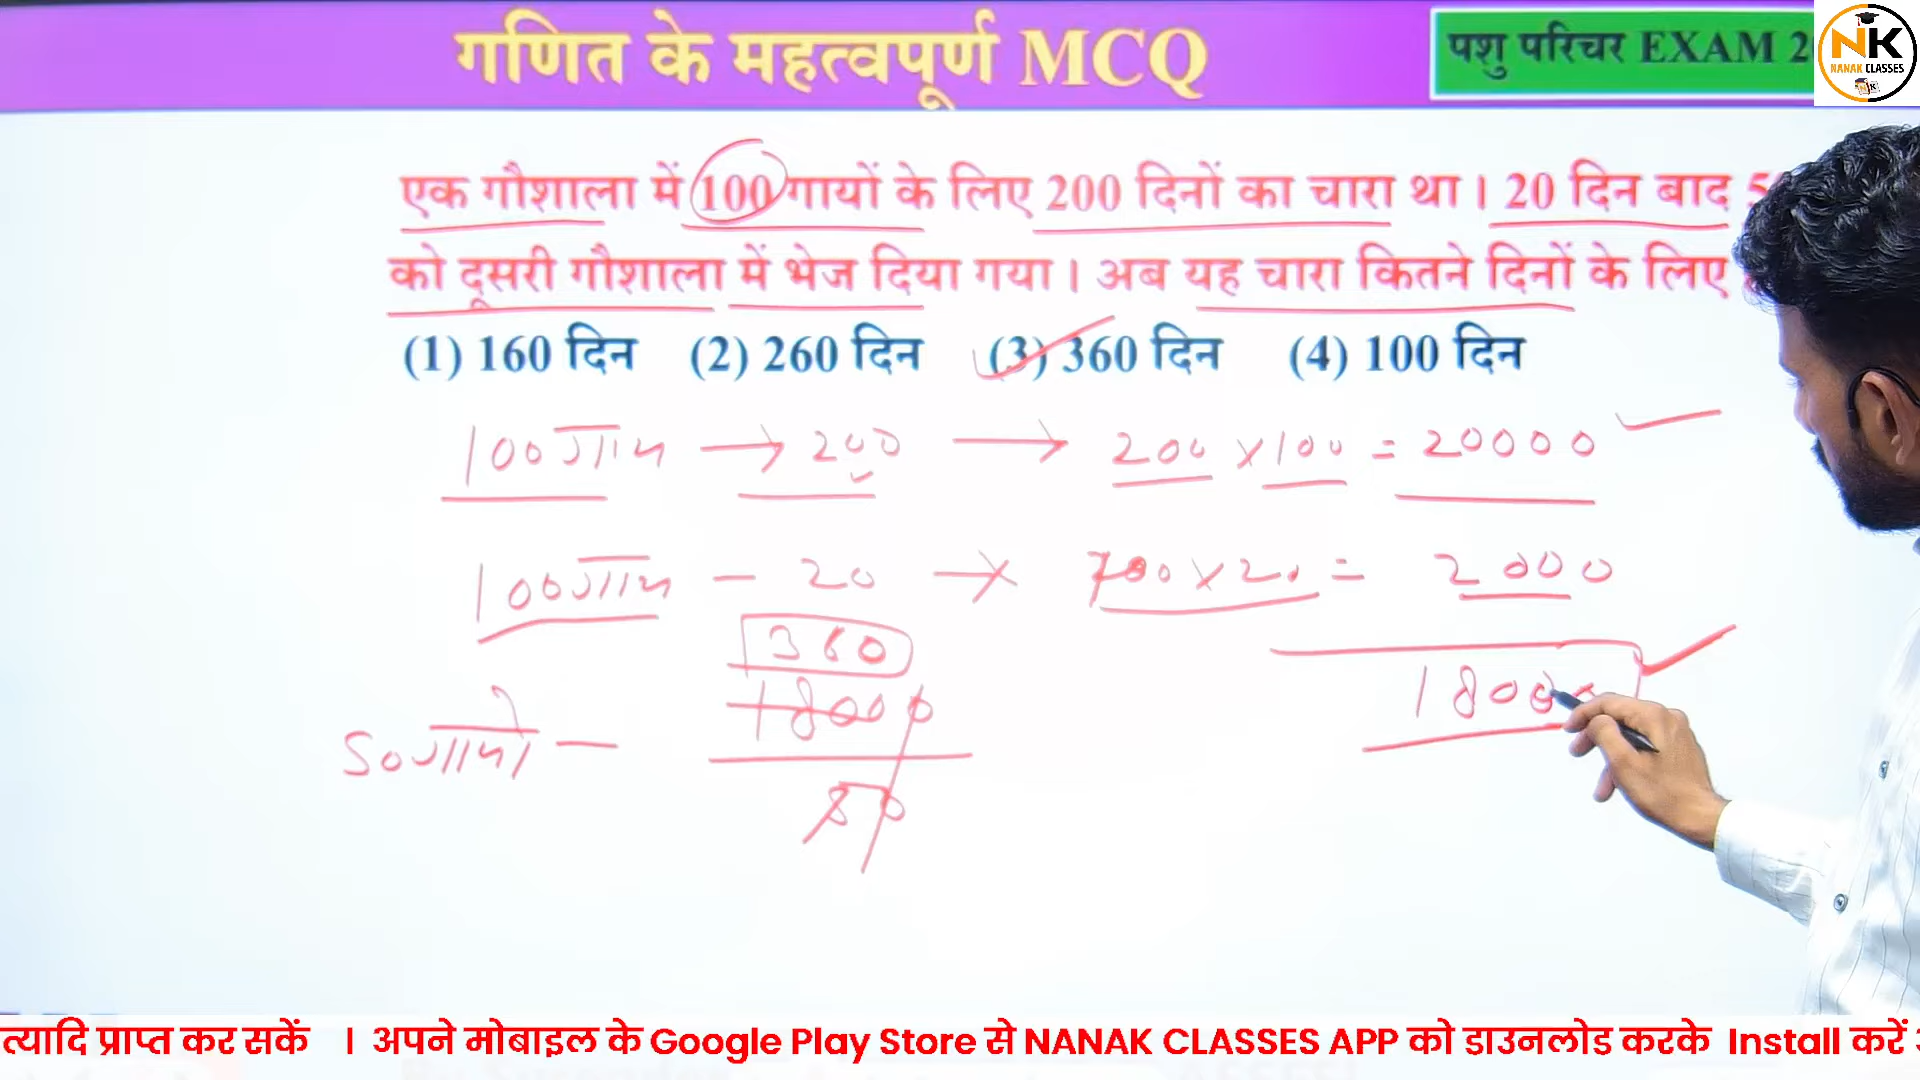 गणित के महत्वपूर्ण MCQ
पशु परिचर EXAM 2
NK
NANAK CLASSES
एक गौशाला में 100 गायों के लिए 200 दिनों का चारा था। 20 दिन बाद 5
को दूसरी गौशाला में भेज दिया गया। अब यह चारा कितने दिनों के लिए
(1) 160 दिन (2) 260 दिन (3) 360 दिन (4) 100 दिन
100 गाय → 200 → 200 × 100 = 20000
100 गाय - 20 → 100 × 20 = 2000
360
18000
18000
50 गायो -
50
त्यादि प्राप्त कर सकें । अपने मोबाइल के Google Play Store से NANAK CLASSES APP को डाउनलोड करके Install करें